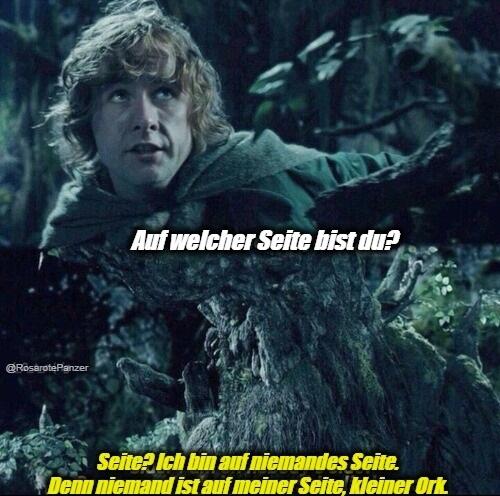 Auf welcher Seite bist du?
@RosarotePanzer
Seite? Ich bin auf niemandes Seite.
Denn niemand ist auf meiner Seite, kleiner Ork.